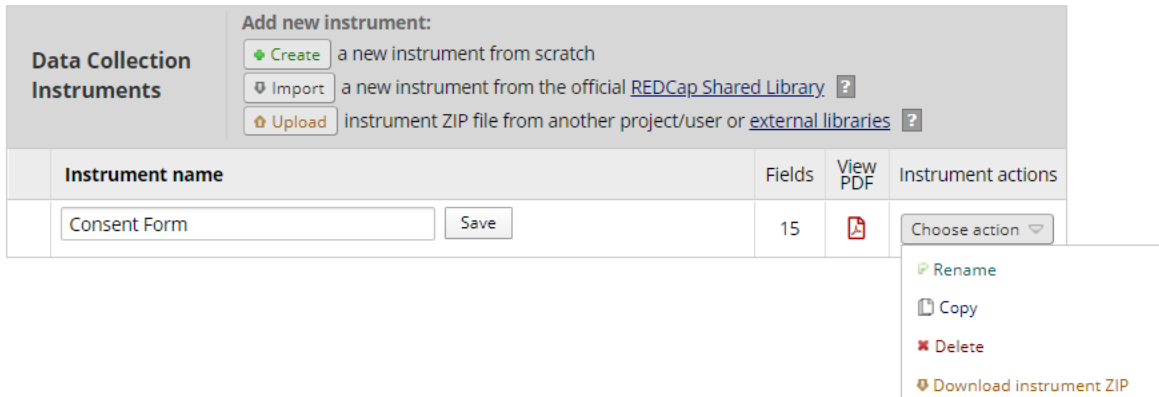 Add new instrument:
Data Collection Instruments
Create a new instrument from scratch
Import a new instrument from the official REDCap Shared Library ?
Upload instrument ZIP file from another project/user or external libraries ?
Instrument name Fields View PDF Instrument actions
Consent Form Save 15 Choose action
Rename
Copy
Delete
Download instrument ZIP